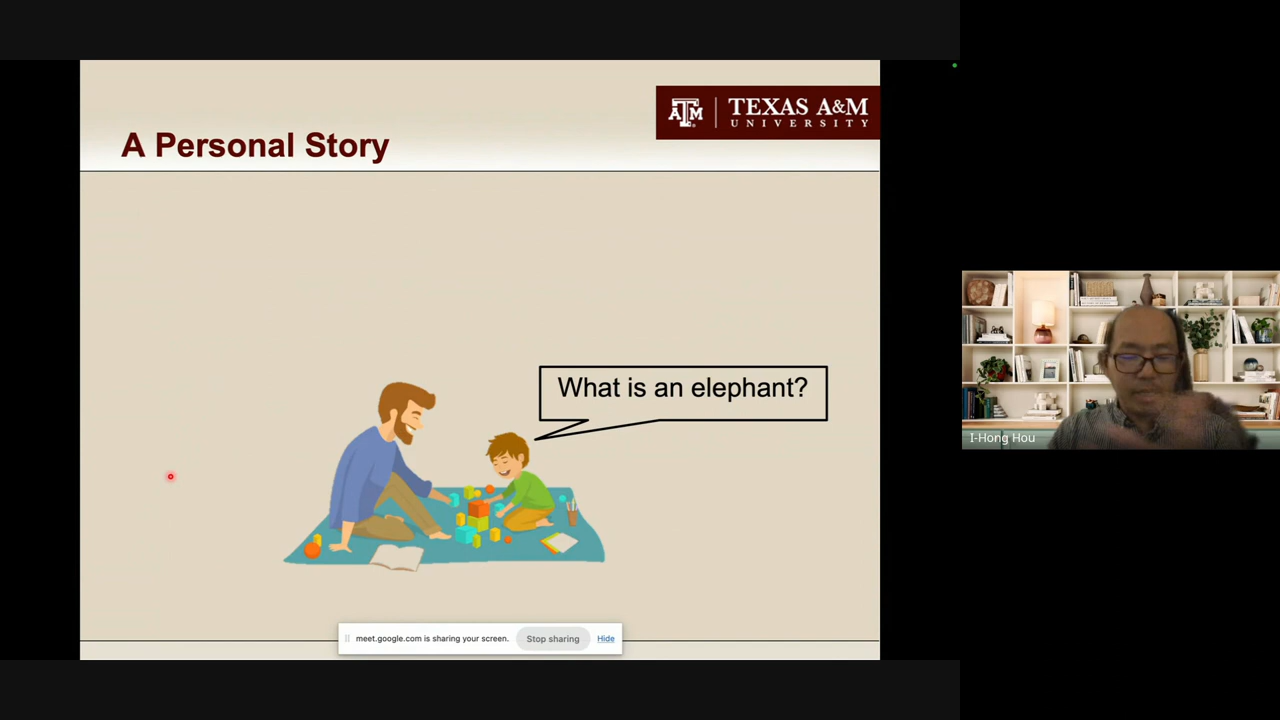 A Personal Story
ĀM | TEXAS A&M
UNIVERSITY
What is an elephant?
meet.google.com is sharing your screen. Stop sharing Hide
I-Hong Hou